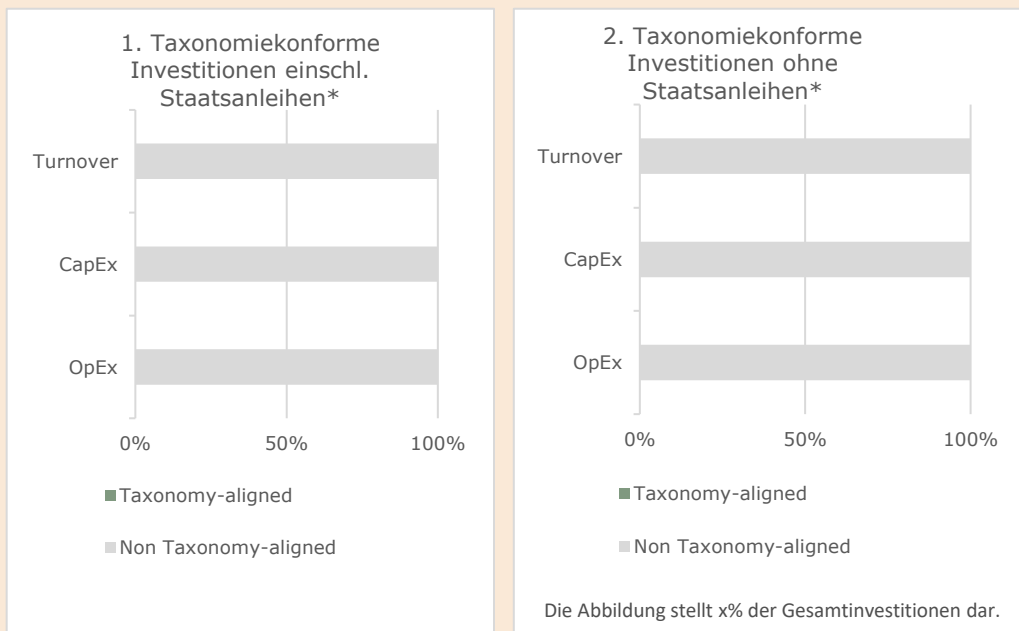 1. Taxonomiekonforme
Investitionen einschl.
Staatsanleihen*
Turnover
CapEx
OpEx
0%
50%
100%
Taxonomy-aligned
Non Taxonomy-aligned
2. Taxonomiekonforme
Investitionen ohne
Staatsanleihen*
Turnover
CapEx
OpEx
0%
50%
100%
Taxonomy-aligned
Non Taxonomy-aligned
Die Abbildung stellt x% der Gesamtinvestitionen dar.